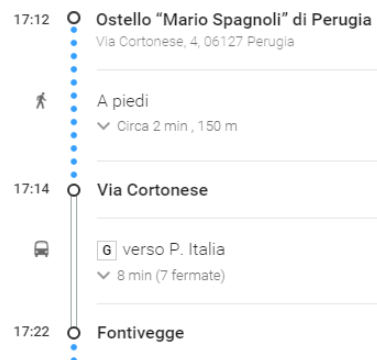 17:12 Ostello “Mario Spagnoli” di Perugia
Via Cortonese, 4, 06127 Perugia
A piedi
Circa 2 min , 150 m
17:14 Via Cortonese
G verso P. Italia
8 min (7 fermate)
17:22 Fontivegge